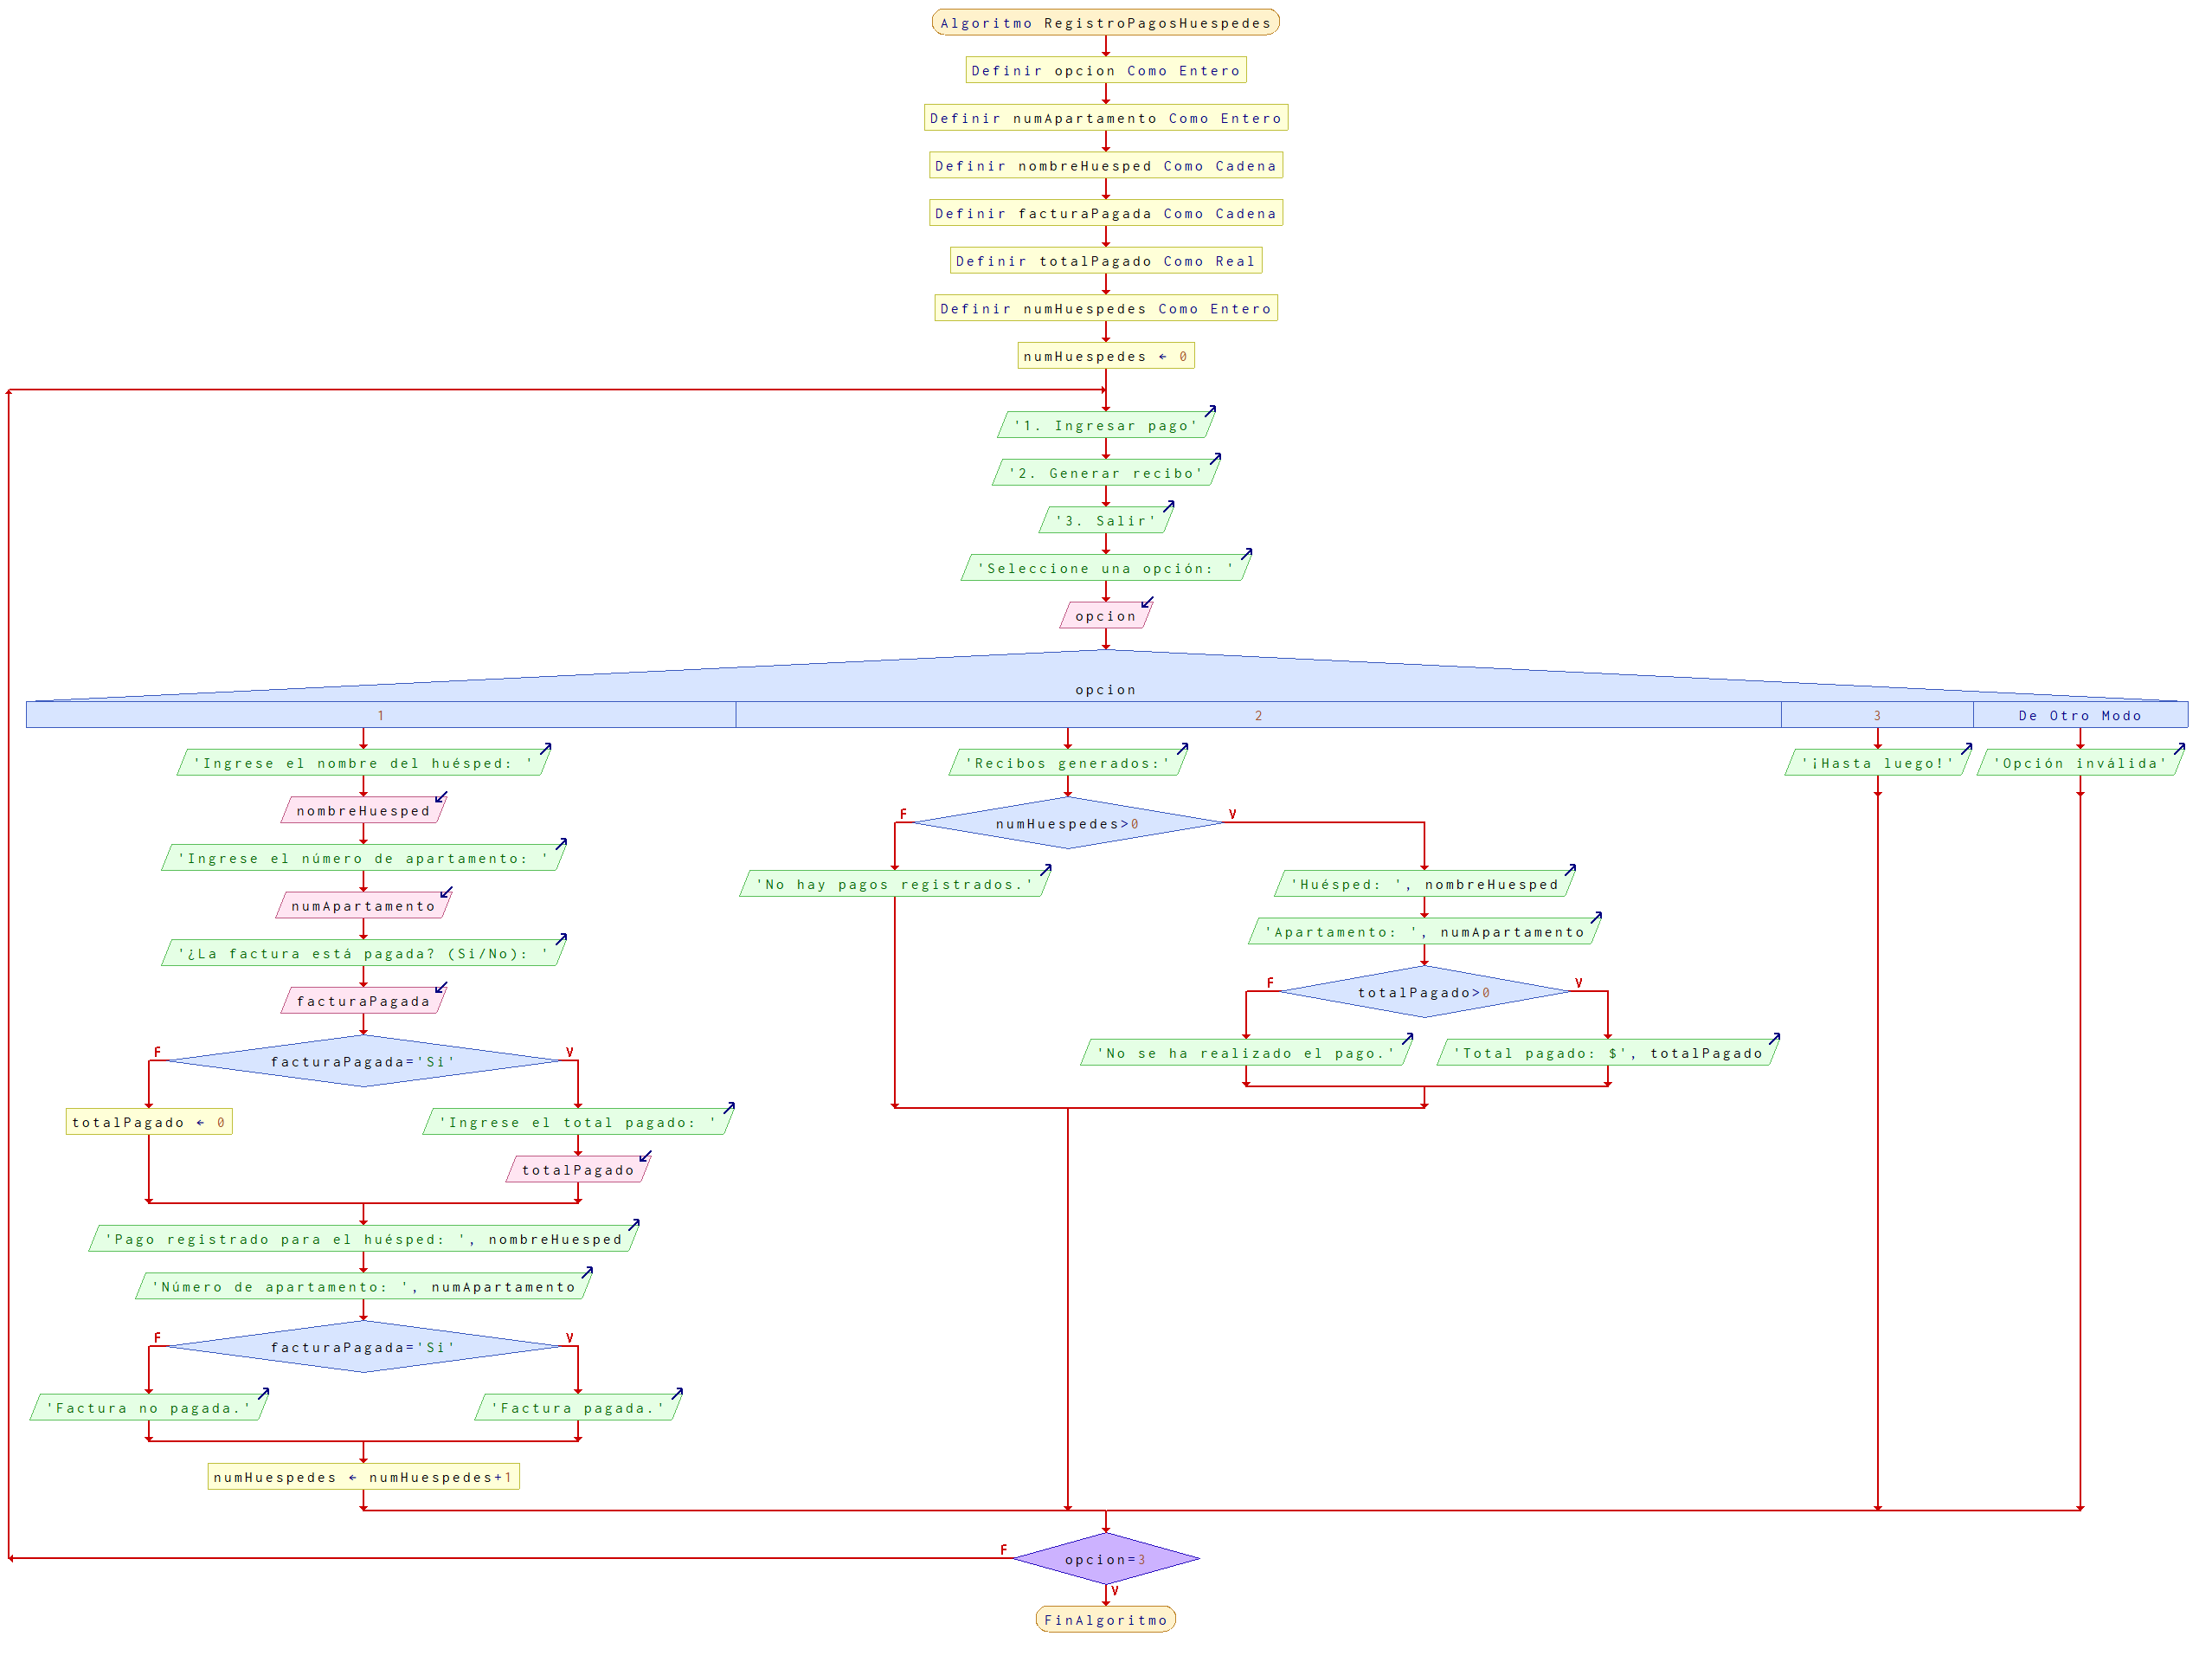 Algoritmo RegistroPagosHuespedes
Definir opcion Como Entero
Definir numApartamento Como Entero
Definir nombreHuesped Como Cadena
Definir facturaPagada Como Cadena
Definir totalPagado Como Real
Definir numHuespedes Como Entero
numHuespedes ← 0
'1. Ingresar pago'
'2. Generar recibo'
'3. Salir'
'Seleccione una opción: '
opcion
opcion
1
2
3
De Otro Modo
'Ingrese el nombre del huésped: '
nombreHuesped
'Ingrese el número de apartamento: '
numApartamento
'¿La factura está pagada? (Si/No): '
facturaPagada
facturaPagada='Si'
F
V
totalPagado ← 0
'Ingrese el total pagado: '
totalPagado
'Pago registrado para el huésped: ', nombreHuesped
'Número de apartamento: ', numApartamento
facturaPagada='Si'
F
V
'Factura no pagada.'
'Factura pagada.'
numHuespedes ← numHuespedes+1
'Recibos generados:'
numHuespedes>0
F
V
'No hay pagos registrados.'
'Huésped: ', nombreHuesped
'Apartamento: ', numApartamento
totalPagado>0
F
V
'No se ha realizado el pago.'
'Total pagado: $', totalPagado
'¡Hasta luego!'
'Opción inválida'
opcion=3
F
V
FinAlgoritmo